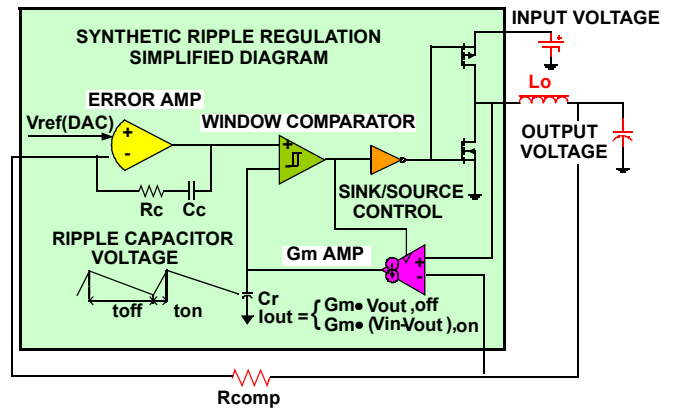 SYNTHETIC RIPPLE REGULATION
SIMPLIFIED DIAGRAM
INPUT VOLTAGE
+
Lo
ERROR AMP
Vref(DAC)
+
-
WINDOW COMPARATOR
+
OUTPUT
VOLTAGE
Rc
Cc
SINK/SOURCE
CONTROL
RIPPLE CAPACITOR
VOLTAGE
Gm AMP
+
-
toff
ton
Cr
Iout = { Gm• Vout ,off
Gm• (Vin-Vout ),on
Rcomp